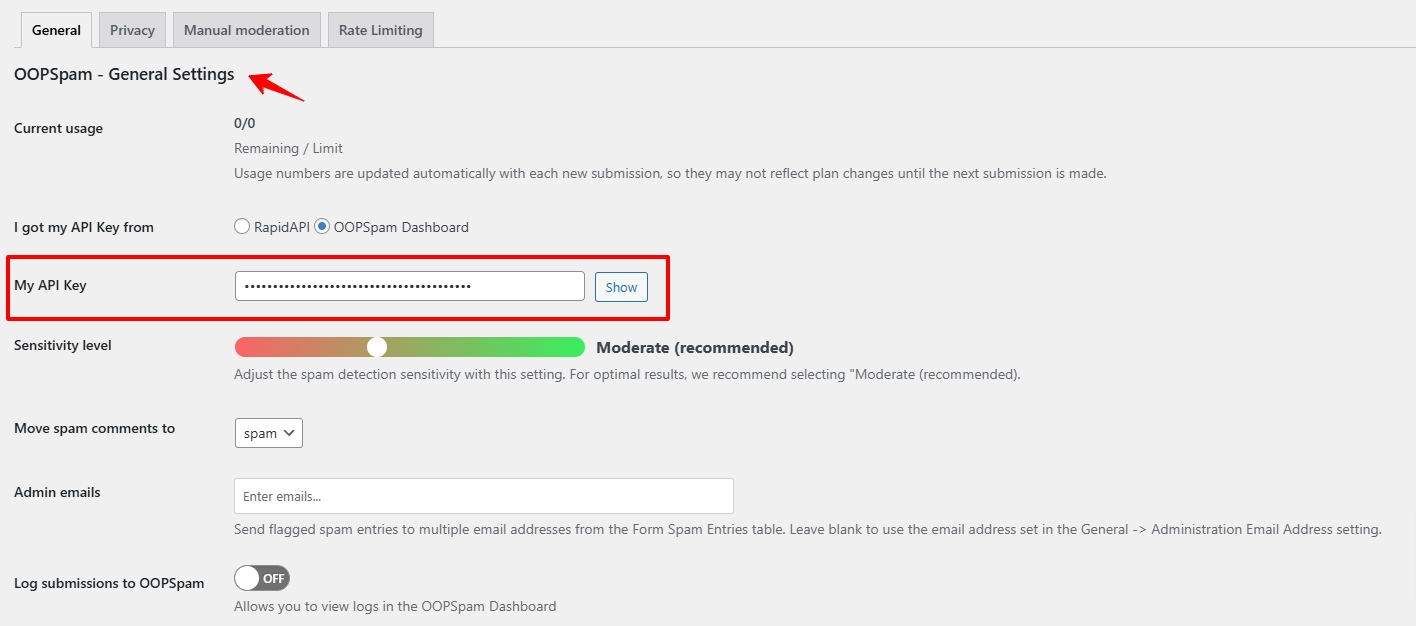 General Privacy Manual moderation Rate Limiting
OOPSpam - General Settings
Current usage
0/0
Remaining / Limit
Usage numbers are updated automatically with each new submission, so they may not reflect plan changes until the next submission is made.
I got my API Key from RapidAPI OOPSpam Dashboard
My API Key •••••••••••••••••••••••••••••••••••••••• Show
Sensitivity level Moderate (recommended)
Adjust the spam detection sensitivity with this setting. For optimal results, we recommend selecting "Moderate (recommended).
Move spam comments to spam
Admin emails Enter emails...
Send flagged spam entries to multiple email addresses from the Form Spam Entries table. Leave blank to use the email address set in the General -> Administration Email Address setting.
Log submissions to OOPSpam OFF
Allows you to view logs in the OOPSpam Dashboard